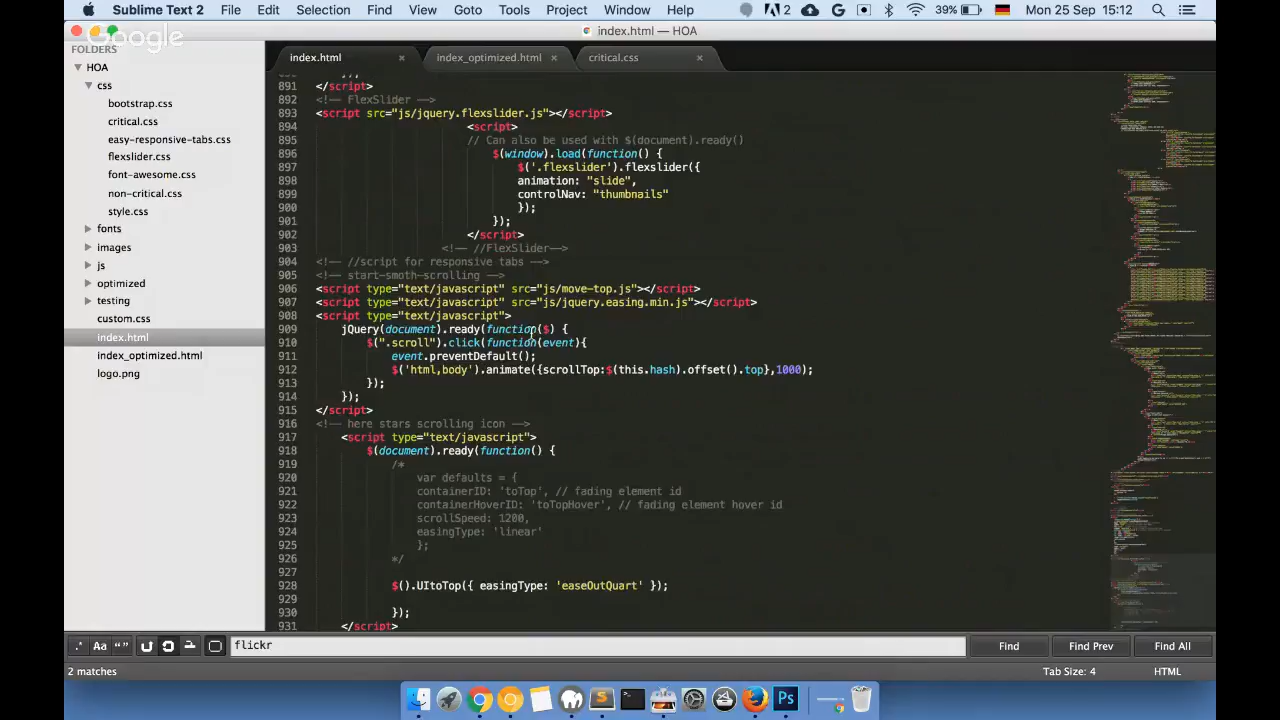 Sublime Text 2 File Edit Selection Find View Goto Tools Project Window Help 2 39% Mon 25 Sep 15:12
Google
index.html — HOA
FOLDERS
HOA
css
bootstrap.css
critical.css
easy-responsive-tabs.css
flexslider.css
font-awesome.css
non-critical.css
style.css
fonts
images
js
optimized
testing
custom.css
index.html
index_optimized.html
logo.png
index.html × index_optimized.html × critical.css ×
891 </script>
892 <!-- FlexSlider -->
893 <script src="js/jquery.flexslider.js"></script>
894 <script>
895 // Can also be used with $(document).ready()
896 $(window).load(function() {
897 $('.flexslider').flexslider({
898 animation: "slide",
899 controlNav: "thumbnails"
900 });
901 });
902 </script>
903 <!-- //FlexSlider-->
904 <!-- //script for responsive tabs -->
905 <!-- start-smoth-scrolling -->
906 <script type="text/javascript" src="js/move-top.js"></script>
907 <script type="text/javascript" src="js/jquery.easing.min.js"></script>
908 <script type="text/javascript">
909 jQuery(document).ready(function($) {
910 $(".scroll").click(function(event){
911 event.preventDefault();
912 $('html,body').animate({scrollTop:$(this.hash).offset().top},1000);
913 });
914 });
915 </script>
916 <!-- here stars scrolling icon -->
917 <script type="text/javascript">
918 $(document).ready(function() {
919 /*
920 var defaults = {
921 containerID: 'toTop', // fading element id
922 containerHoverID: 'toTopHover', // fading element hover id
923 scrollSpeed: 1200,
924 easingType: 'linear'
925 };
926 */
927
928 $().UItoTop({ easingType: 'easeOutQuart' });
929
930 });
931 </script>
.* Aa “” flickr Find Find Prev Find All
2 matches Tab Size: 4 HTML
Ps